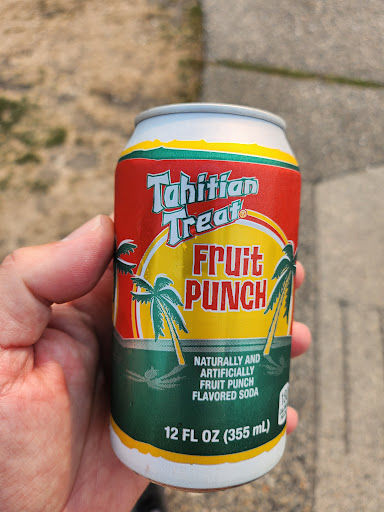 Tahitian
Treat®
Fruit
PUNCH
NATURALLY AND
ARTIFICIALLY
FRUIT PUNCH
FLAVORED SODA
12 FL OZ (355 mL)